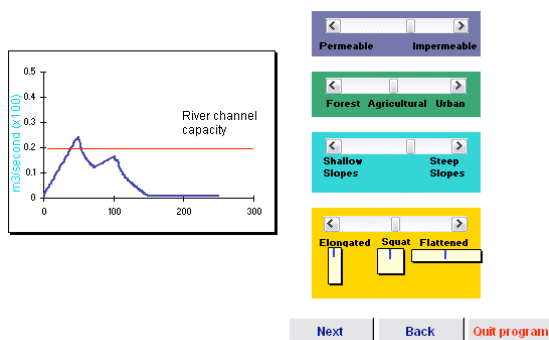 Permeable Impermeable
Forest Agricultural Urban
Shallow Slopes
Steep Slopes
Elongated Squat Flattened
m3/second (x100)
0.5
0.4
0.3
0.2
0.1
0
0 100 200 300
River channel
capacity
Next Back Quit program